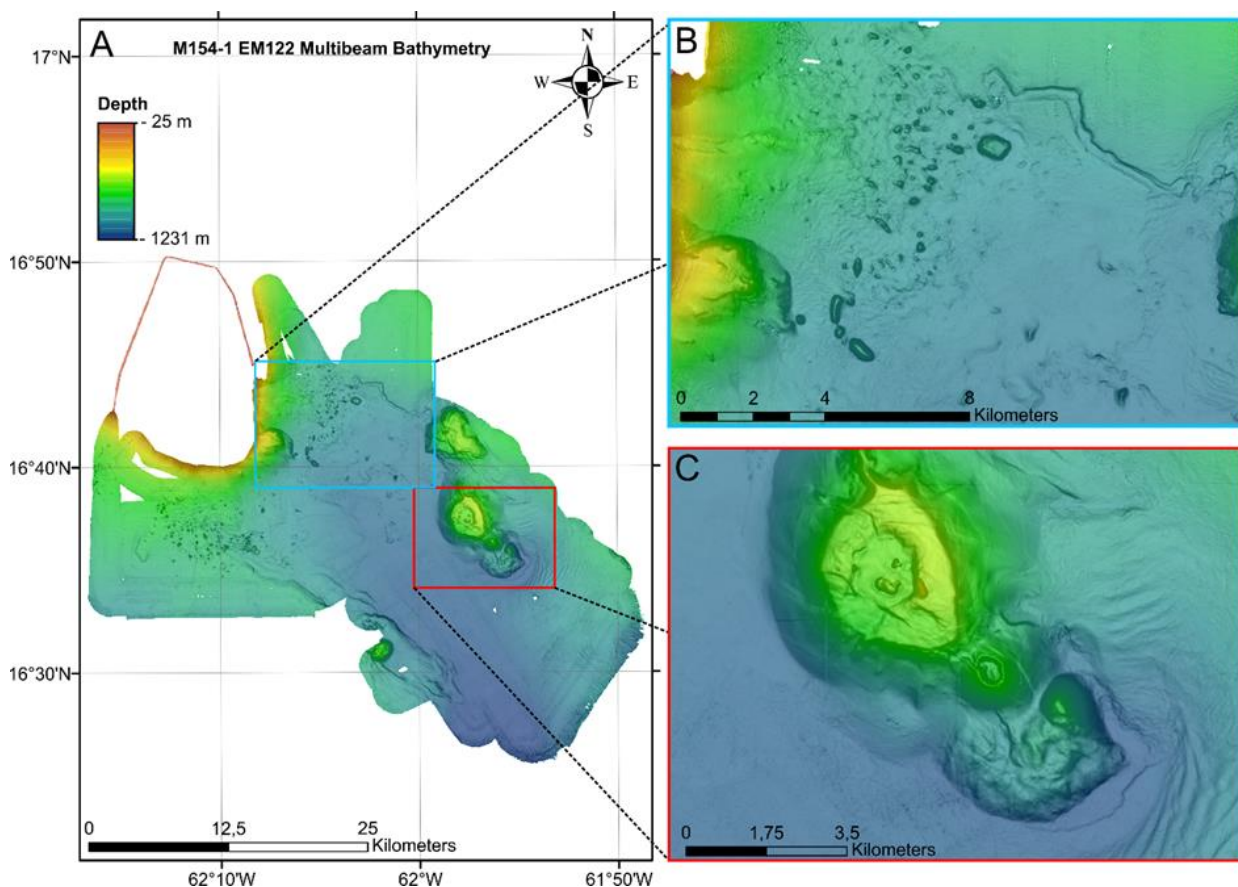 A
M154-1 EM122 Multibeam Bathymetry
N
W E
S
Depth
- 25 m
- 1231 m
17°N
16°50'N
16°40'N
16°30'N
0 12,5 25
Kilometers
62°10'W 62°W 61°50'W
B
0 2 4 8
Kilometers
C
0 1,75 3,5
Kilometers